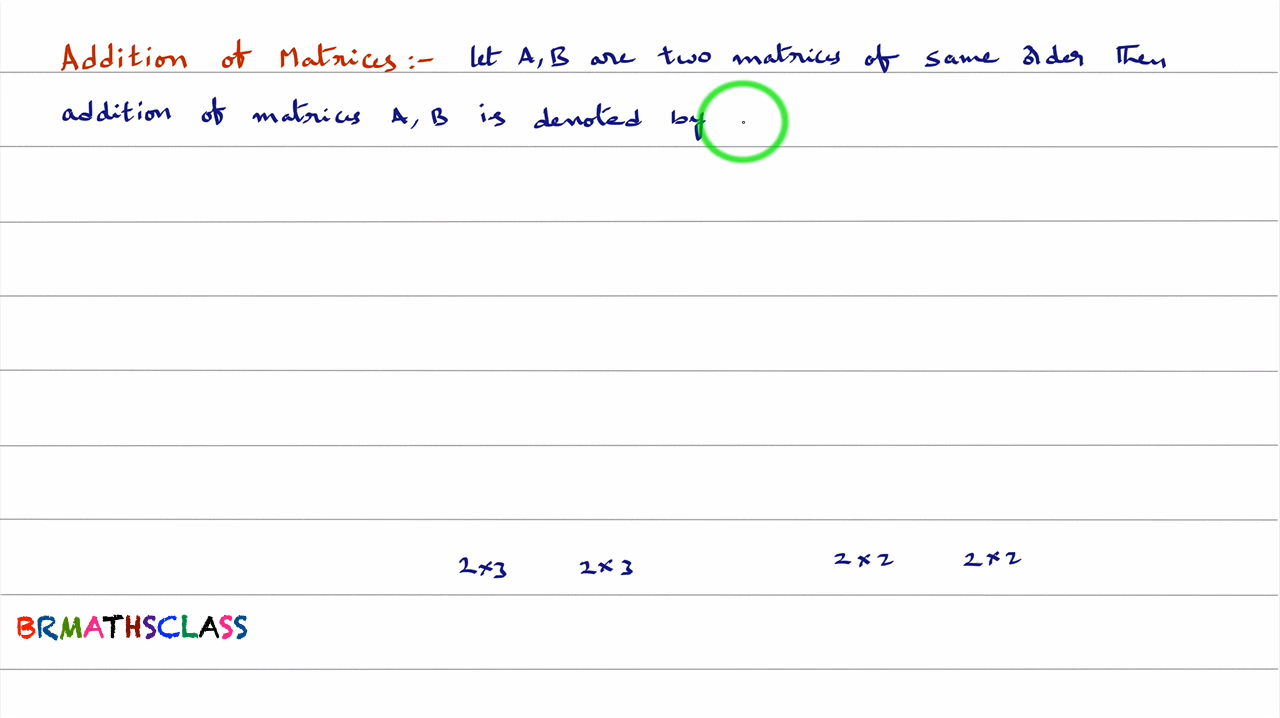 Addition of Matrices:- let A, B are two matrices of same order Then
addition of matrices A, B is denoted by
2×3 2×3 2×2 2×2
BRMATHSCLASS